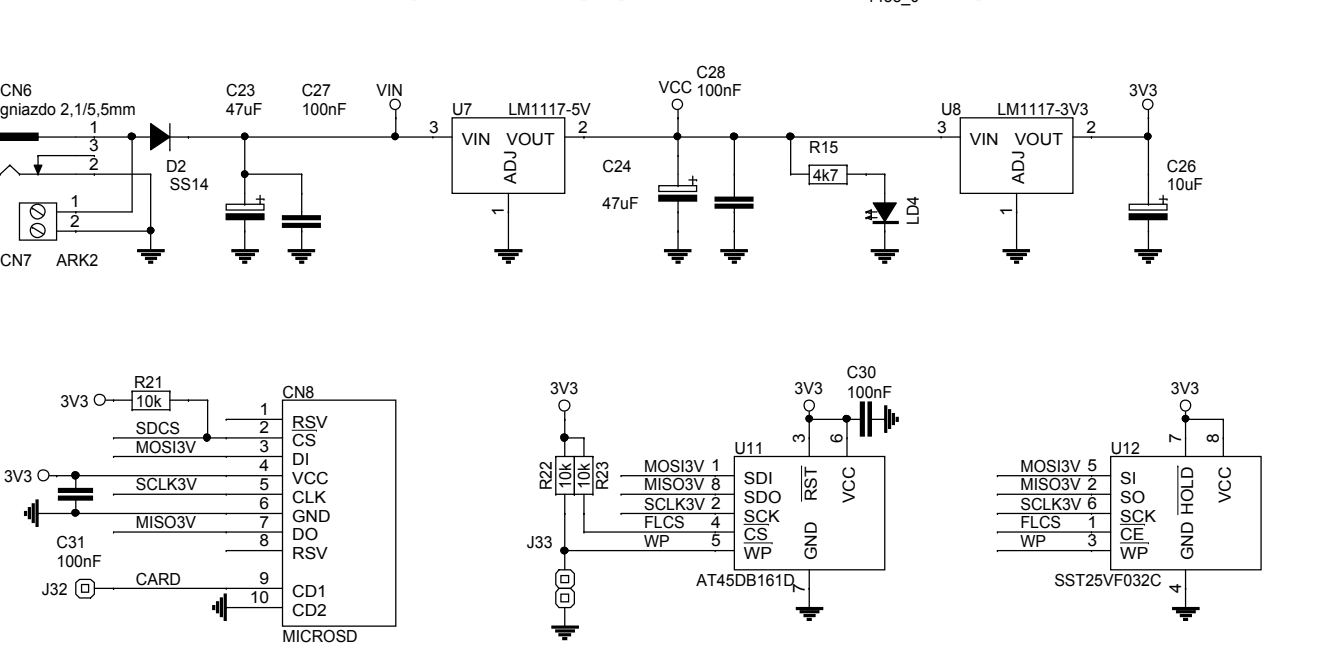 CN6
gniazdo 2,1/5,5mm
1
3
2
D2
SS14
1
2
CN7 ARK2
C23
47uF
C27
100nF
VIN
U7 LM1117-5V
3 VIN VOUT 2
ADJ
1
VCC
C28
100nF
C24
47uF
+
+
R15
4k7
LD4
U8 LM1117-3V3
3 VIN VOUT 2
ADJ
1
3V3
C26
10uF
+
R21
3V3 10k
CN8
1 RSV
SDCS 2 CS
MOSI3V 3 DI
3V3 4 VCC
SCLK3V 5 CLK
6 GND
MISO3V 7 DO
8 RSV
C31
100nF
J32 CARD 9 CD1
10 CD2
MICROSD
3V3
R22 10k 10k R23
J33
3V3
C30
100nF
3 6
U11
MOSI3V 1 SDI
MISO3V 8 SDO
SCLK3V 2 SCK
FLCS 4 CS
WP 5 WP
RST VCC
GND
AT45DB161D
7
3V3
7 8
U12
MOSI3V 5 SI
MISO3V 2 SO
SCLK3V 6 SCK
FLCS 1 CE
WP 3 WP
HOLD VCC
GND
SST25VF032C
4